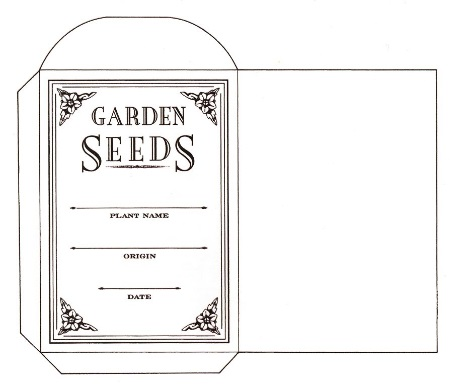 GARDEN
SEEDS
PLANT NAME
ORIGIN
DATE